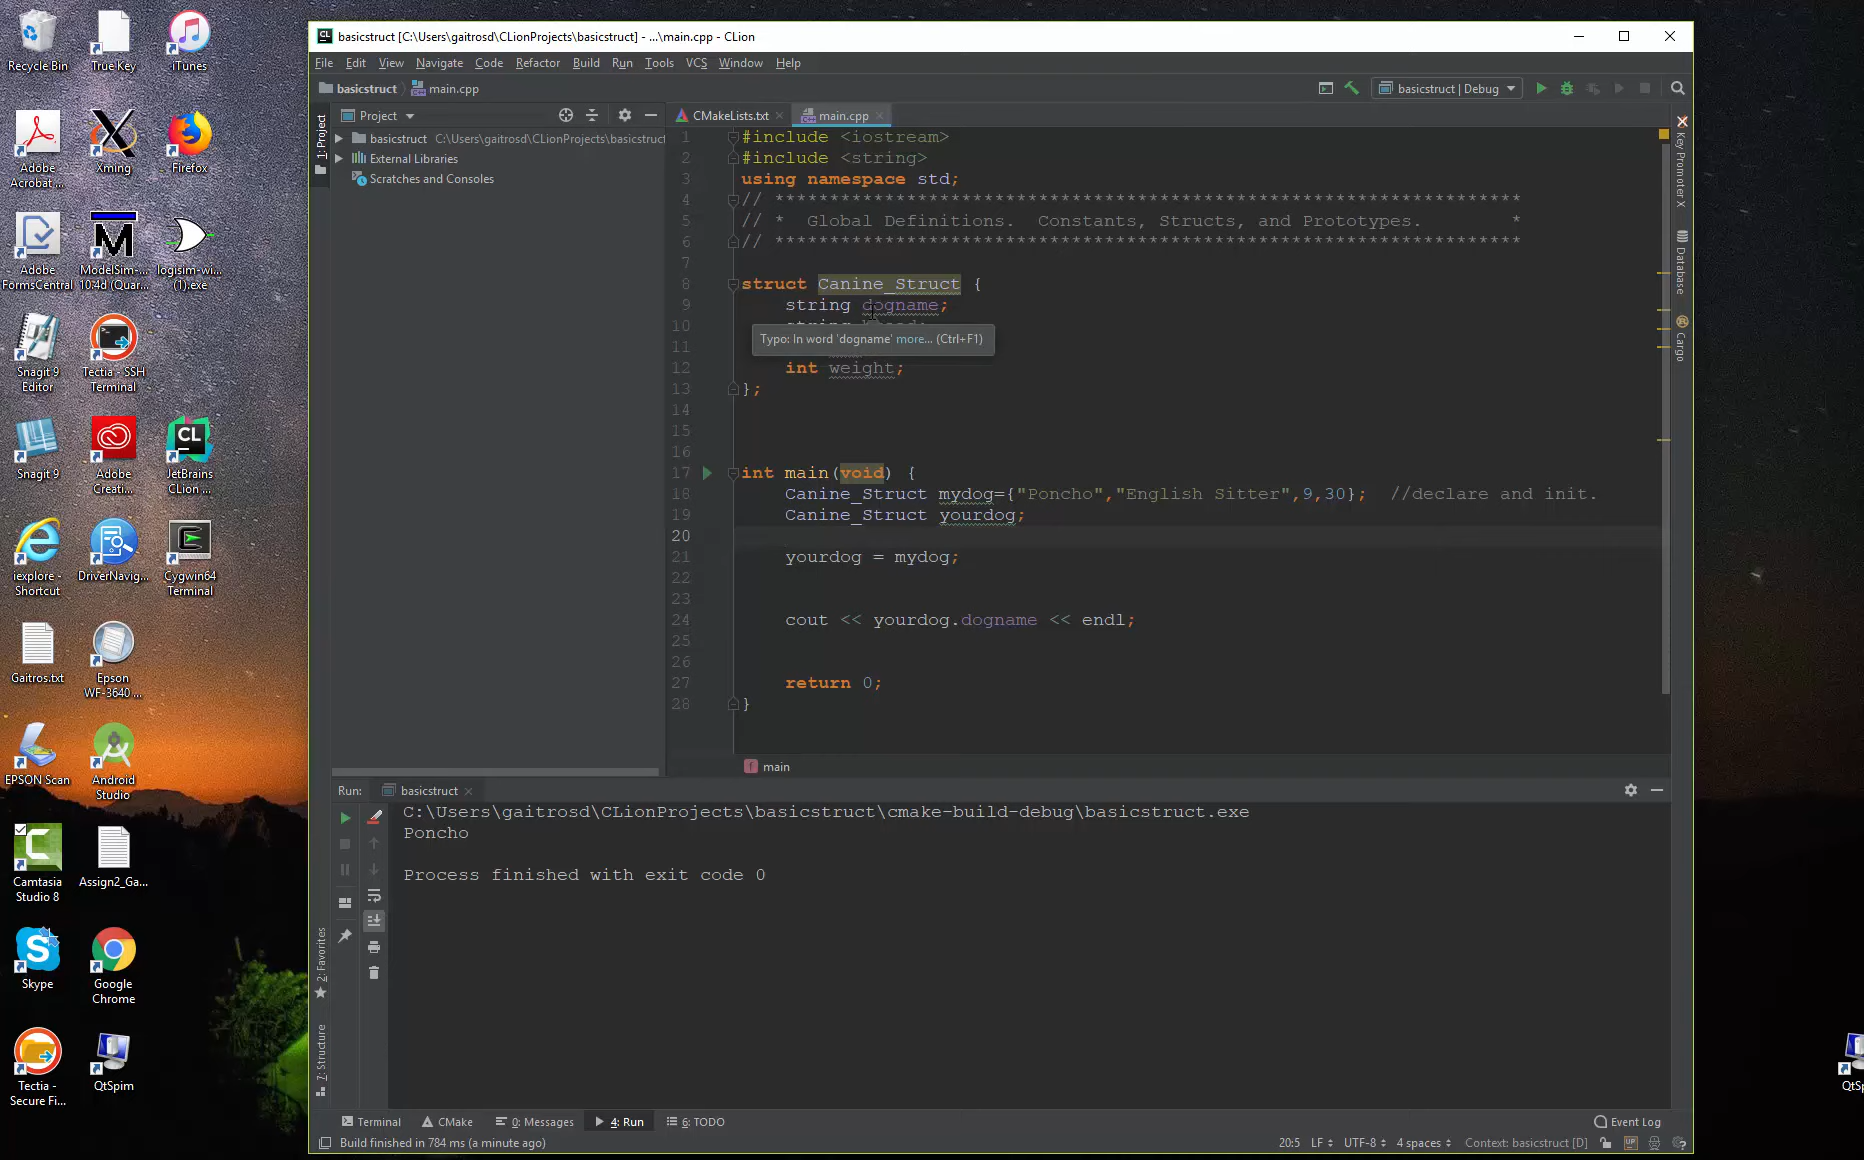 basicstruct [C:\Users\gaitrosd\CLionProjects\basicstruct] - ...\main.cpp - CLion
File Edit View Navigate Code Refactor Build Run Tools VCS Window Help
basicstruct main.cpp
basicstruct | Debug
1: Project
Project
basicstruct C:\Users\gaitrosd\CLionProjects\basicstruct
External Libraries
Scratches and Consoles
CMakeLists.txt main.cpp
1 #include <iostream>
2 #include <string>
3 using namespace std;
4 // ********************************************************************
5 // * Global Definitions. Constants, Structs, and Prototypes. *
6 // ********************************************************************
7
8 struct Canine_Struct {
9 string dogname;
10
Typo: In word 'dogname' more... (Ctrl+F1)
11
12 int weight;
13 };
14
15
16
17 int main(void) {
18 Canine_Struct mydog={"Poncho","English Sitter",9,30}; //declare and init.
19 Canine_Struct yourdog;
20
21 yourdog = mydog;
22
23
24 cout << yourdog.dogname << endl;
25
26
27 return 0;
28 }
main
Key Promoter X
Database
Cargo
Run: basicstruct
C:\Users\gaitrosd\CLionProjects\basicstruct\cmake-build-debug\basicstruct.exe
Poncho
Process finished with exit code 0
2: Favorites
7: Structure
Terminal CMake 0: Messages 4: Run 6: TODO Event Log
Build finished in 784 ms (a minute ago)
20:5 LF UTF-8 4 spaces Context: basicstruct [D]
Recycle Bin
True Key
iTunes
Adobe Acrobat ...
Xming
Firefox
Adobe FormsCentral
ModelSim-... 10.4d (Quar...
logisim-wi... (1).exe
Snagit 9 Editor
Tectia - SSH Terminal
Snagit 9
Adobe Creati...
JetBrains CLion ...
iexplore - Shortcut
DriverNavig...
Cygwin64 Terminal
Gaitros.txt
Epson WF-3640 ...
EPSON Scan
Android Studio
Camtasia Studio 8
Assign2_Ga...
Skype
Google Chrome
Tectia - Secure Fi...
QtSpim